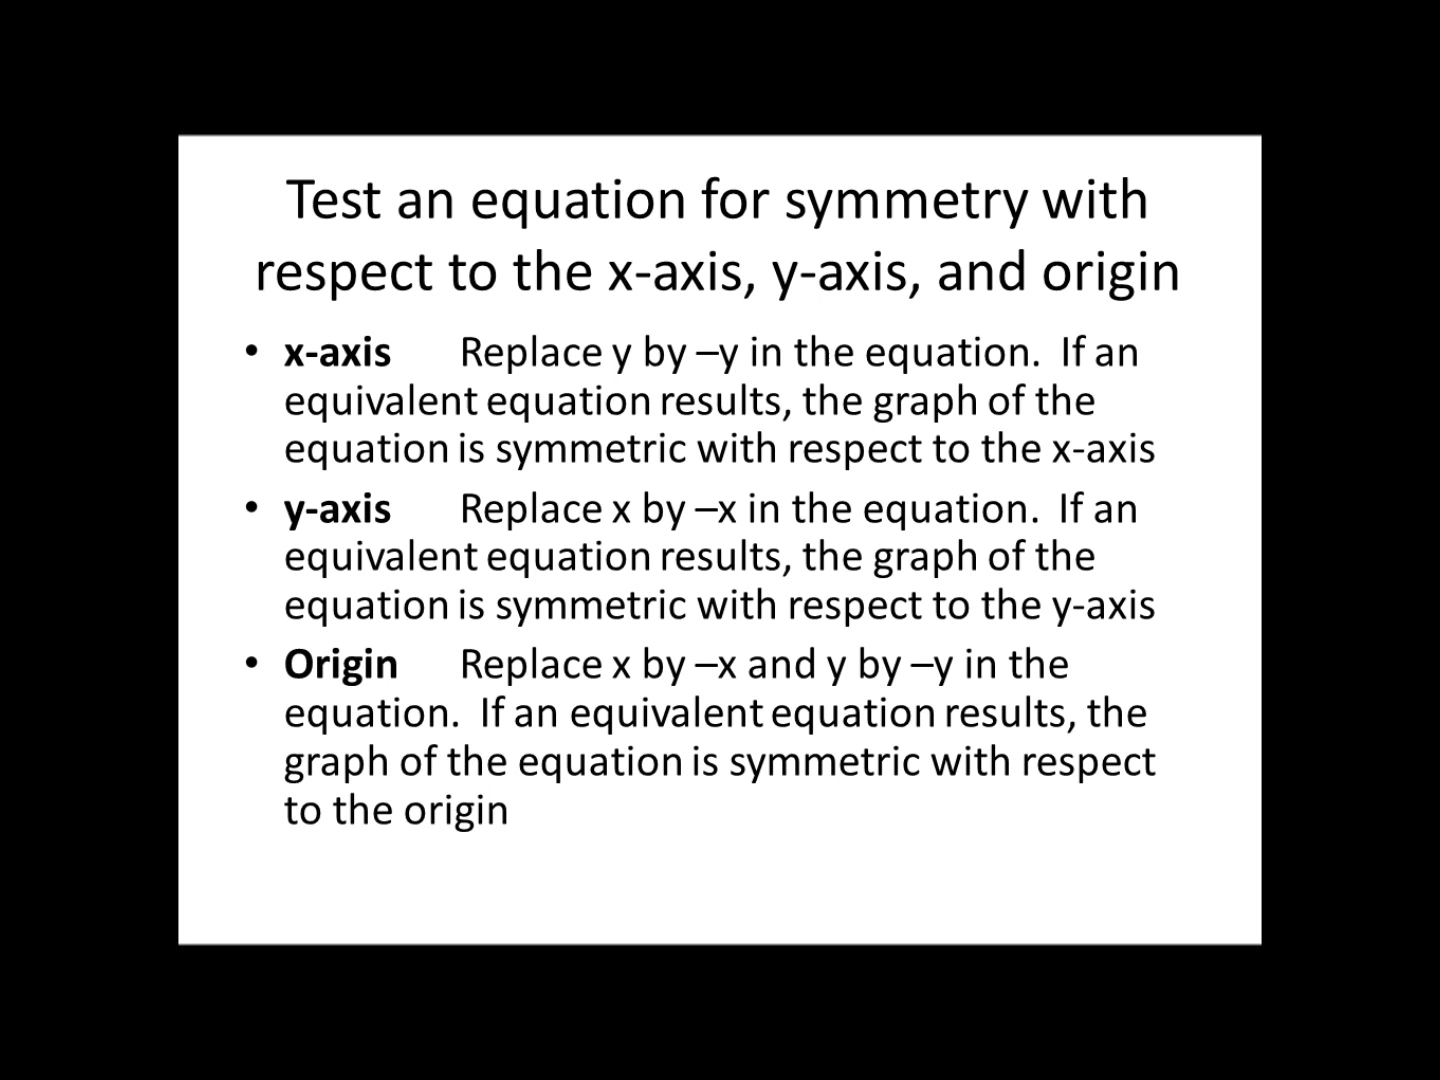 Test an equation for symmetry with
respect to the x-axis, y-axis, and origin
• x-axis Replace y by –y in the equation. If an
equivalent equation results, the graph of the
equation is symmetric with respect to the x-axis
• y-axis Replace x by –x in the equation. If an
equivalent equation results, the graph of the
equation is symmetric with respect to the y-axis
• Origin Replace x by –x and y by –y in the
equation. If an equivalent equation results, the
graph of the equation is symmetric with respect
to the origin